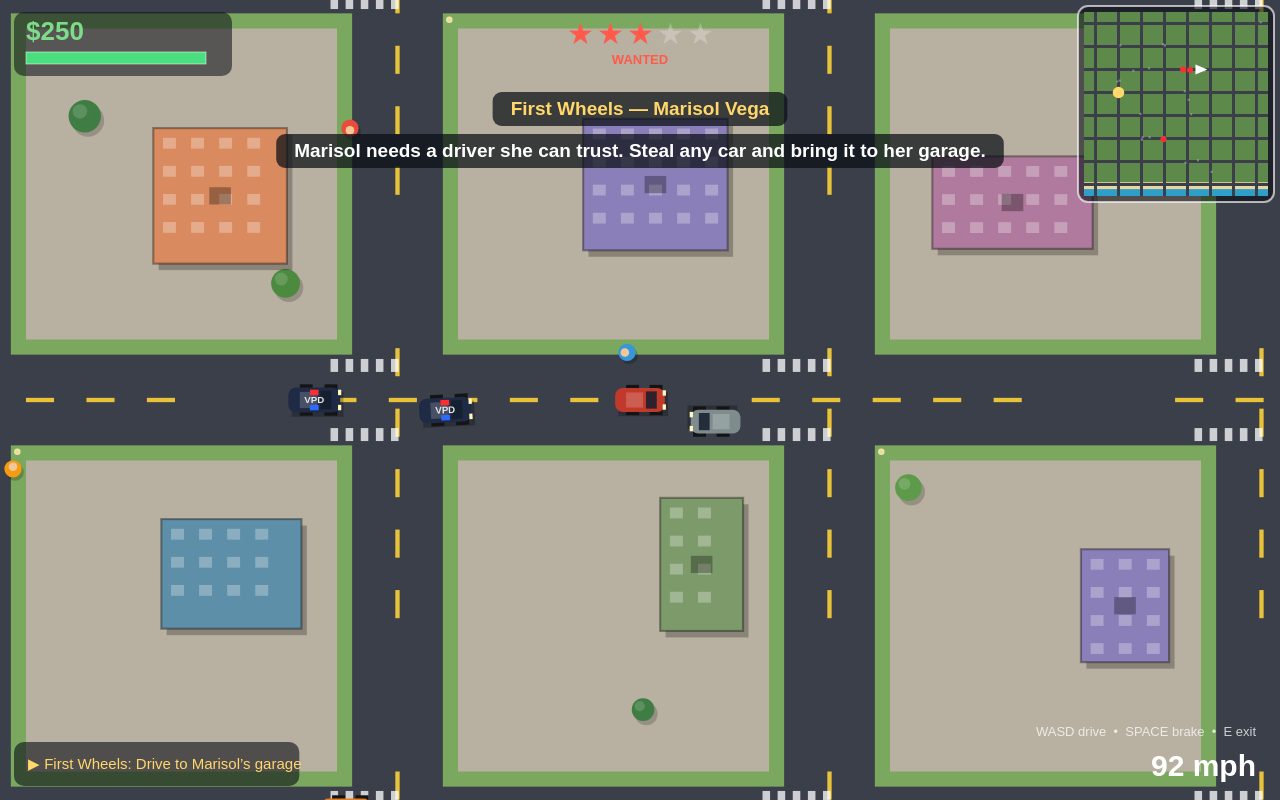 $250
WANTED
First Wheels — Marisol Vega
Marisol needs a driver she can trust. Steal any car and bring it to her garage.
VPD
VPD
WASD drive • SPACE brake • E exit
▶ First Wheels: Drive to Marisol's garage
92 mph